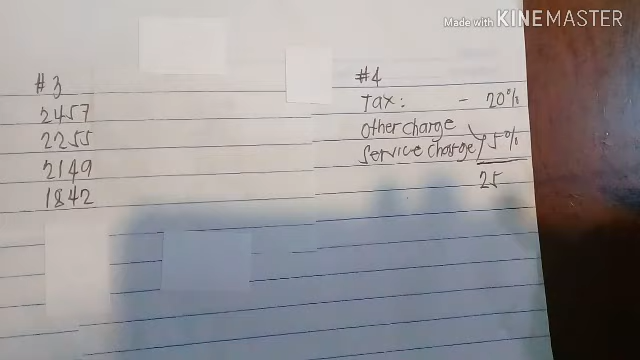 Made with KINEMASTER
#3
2457
2255
2149
1842
#4
Tax: - 20%
Other charge
Service charge 5%
25